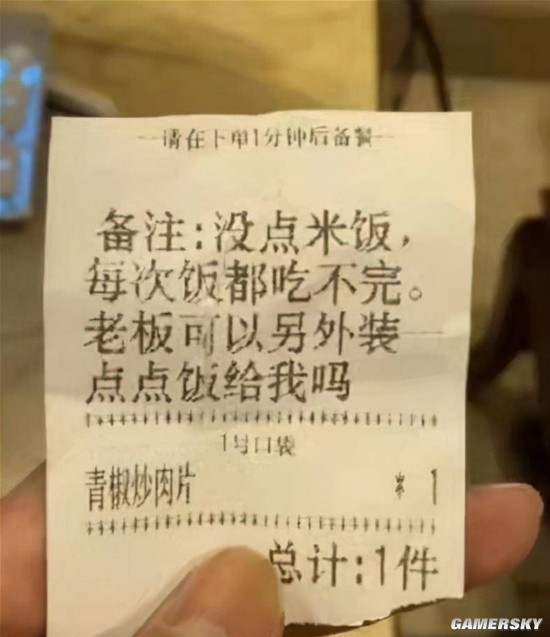 请在下单1分钟后备餐
备注:没点米饭,
每次饭都吃不完。
老板可以另外装
点点饭给我吗
1号口袋
青椒炒肉片 * 1
总计:1件
GAMERSKY